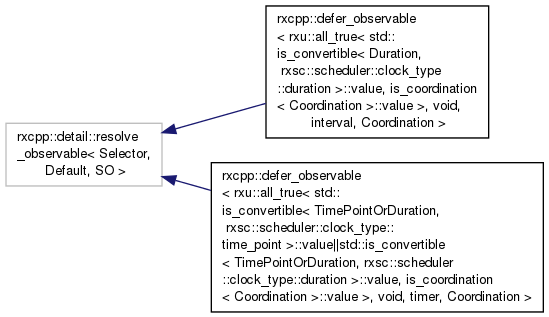 rxcpp::defer_observable
< rxu::all_true< std::
is_convertible< Duration,
rxsc::scheduler::clock_type
::duration >::value, is_coordination
< Coordination >::value >, void,
interval, Coordination >
rxcpp::detail::resolve
_observable< Selector,
Default, SO >
rxcpp::defer_observable
< rxu::all_true< std::
is_convertible< TimePointOrDuration,
rxsc::scheduler::clock_type::
time_point >::value||std::is_convertible
< TimePointOrDuration, rxsc::scheduler
::clock_type::duration >::value, is_coordination
< Coordination >::value >, void, timer, Coordination >